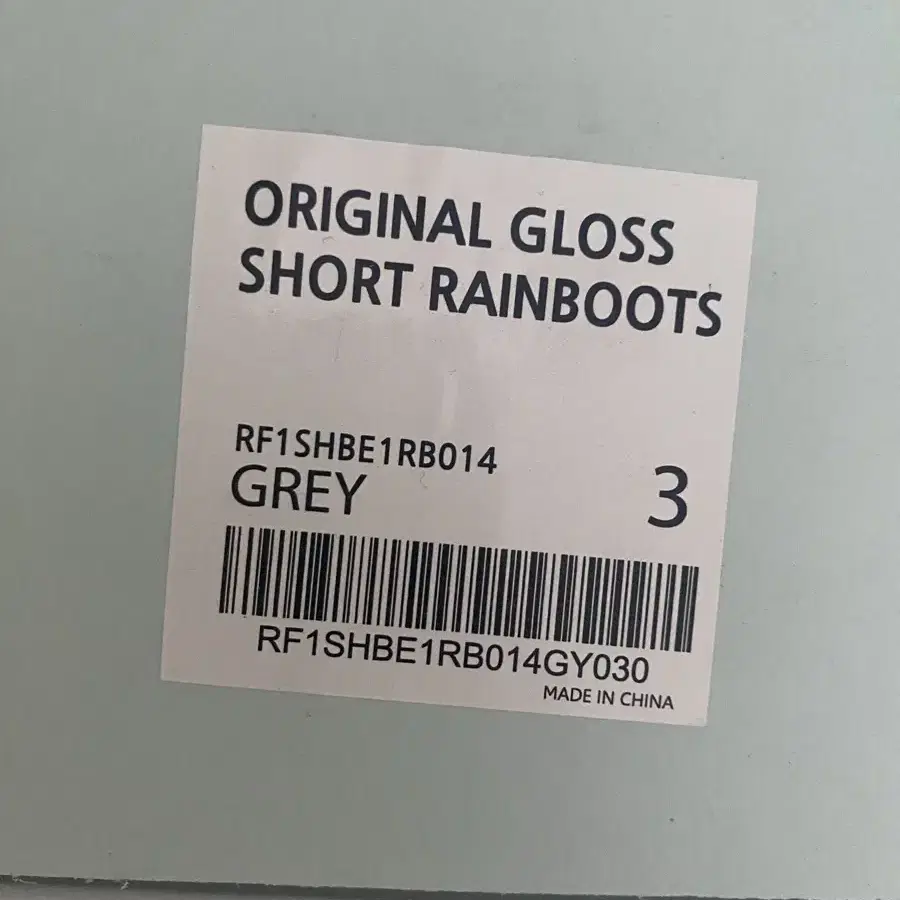 ORIGINAL GLOSS
SHORT RAINBOOTS
RF1SHBE1RB014
GREY
3
RF1SHBE1RB014GY030
MADE IN CHINA